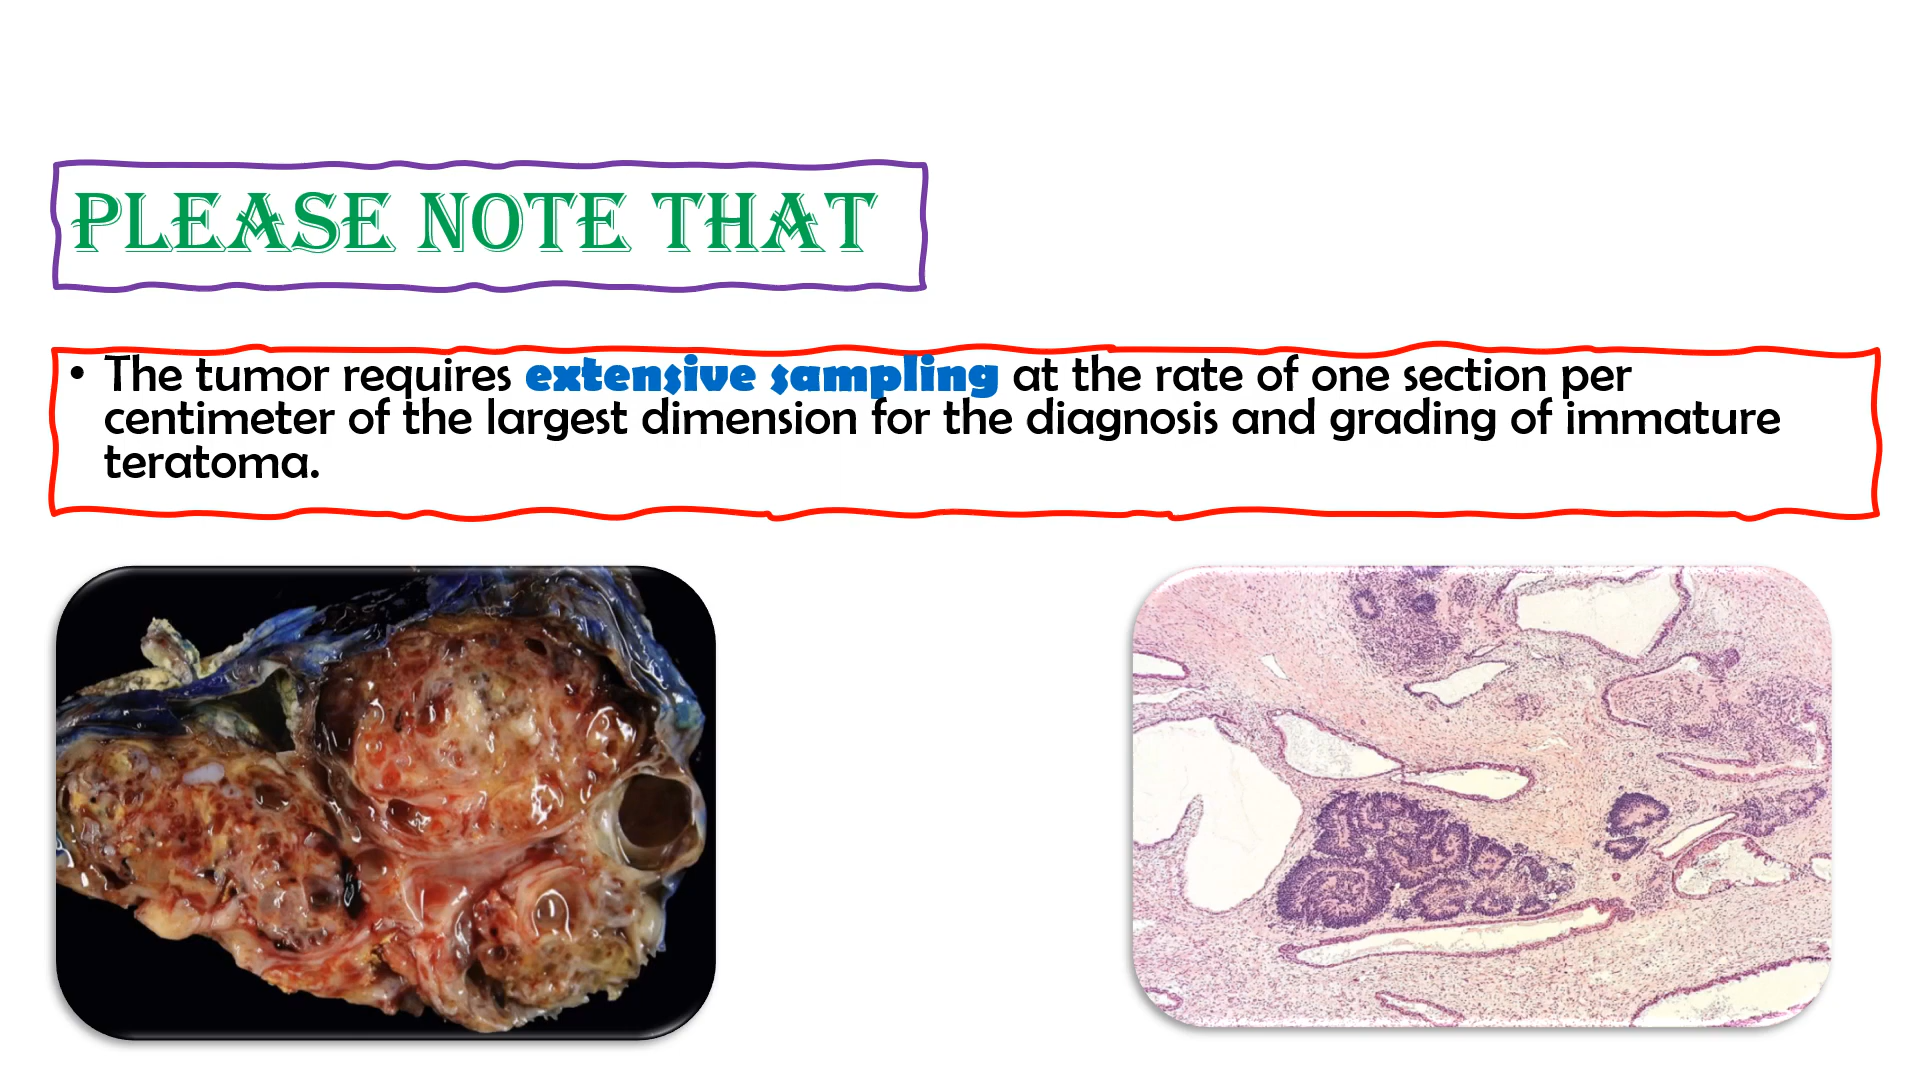 PLEASE NOTE THAT
• The tumor requires extensive sampling at the rate of one section per
centimeter of the largest dimension for the diagnosis and grading of immature
teratoma.